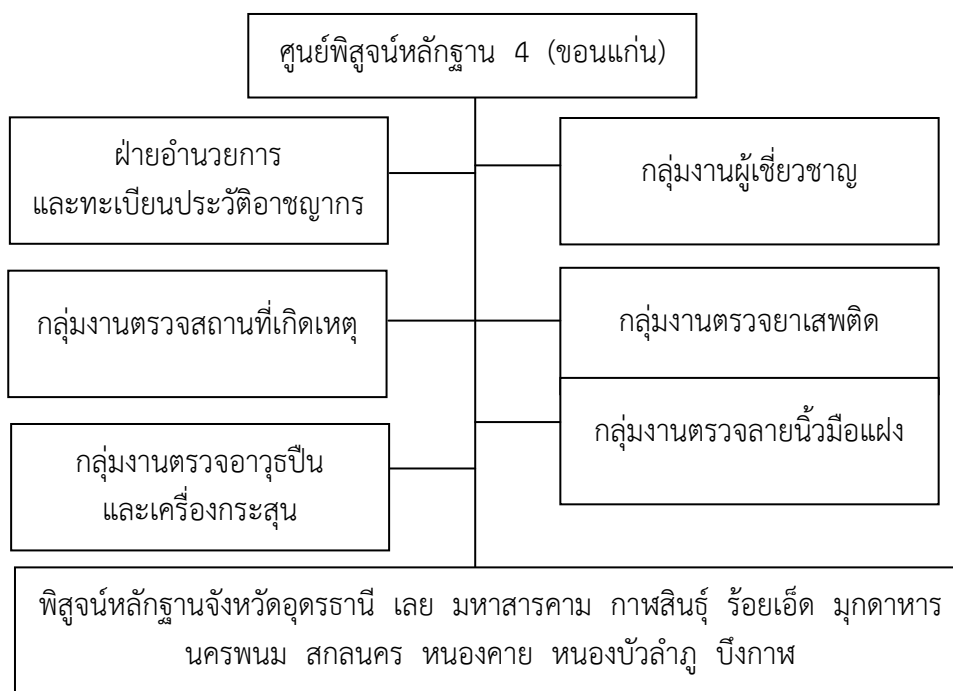 ศูนย์พิสูจน์หลักฐาน 4 (ขอนแก่น)
ฝ่ายอำนวยการ
และทะเบียนประวัติอาชญากร
กลุ่มงานผู้เชี่ยวชาญ
กลุ่มงานตรวจสถานที่เกิดเหตุ
กลุ่มงานตรวจยาเสพติด
กลุ่มงานตรวจลายนิ้วมือแฝง
กลุ่มงานตรวจอาวุธปืน
และเครื่องกระสุน
พิสูจน์หลักฐานจังหวัดอุดรธานี เลย มหาสารคาม กาฬสินธุ์ ร้อยเอ็ด มุกดาหาร
นครพนม สกลนคร หนองคาย หนองบัวลำภู บึงกาฬ